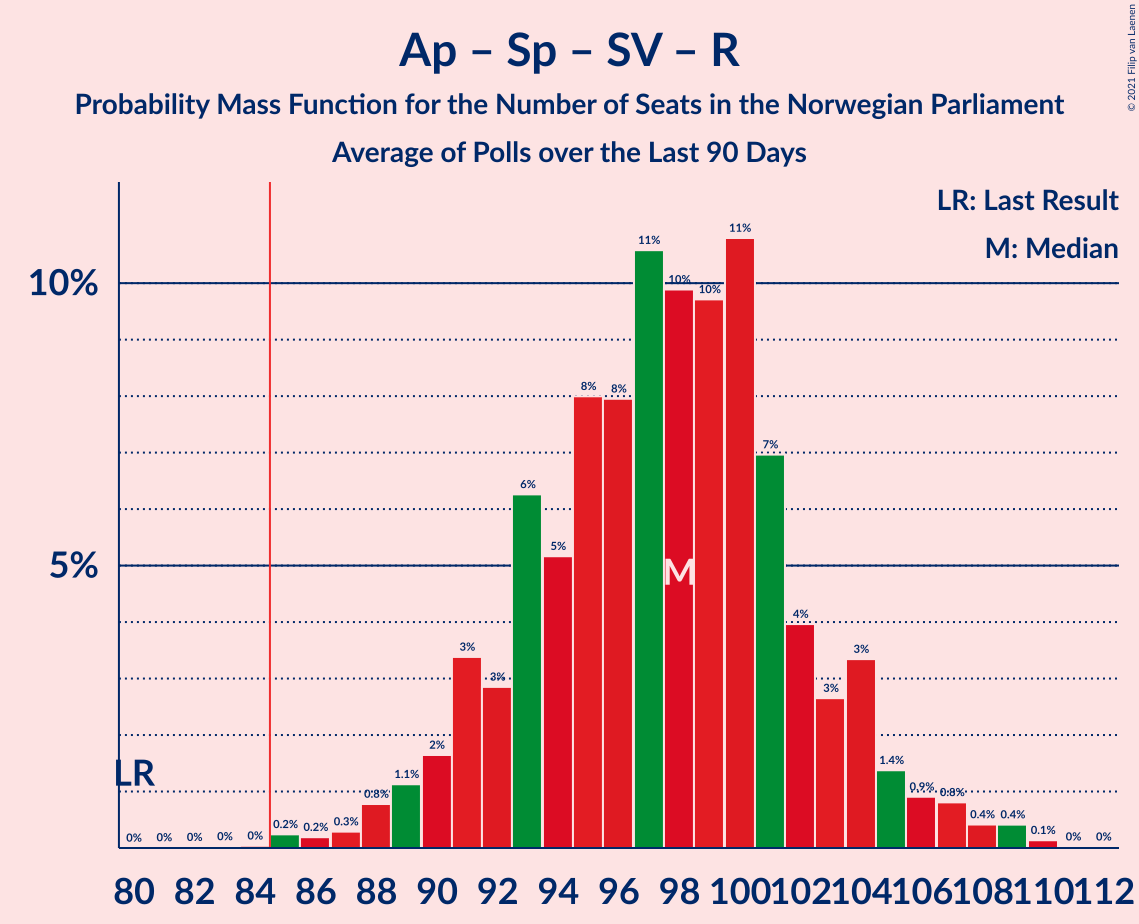 Ap – Sp – SV – R
Probability Mass Function for the Number of Seats in the Norwegian Parliament
Average of Polls over the Last 90 Days
© 2021 Filip van Laenen
LR: Last Result
M: Median
10%
5%
LR
M
0% 0% 0% 0% 0% 0.2% 0.2% 0.3% 0.8% 1.1% 2% 3% 3% 6% 5% 8% 8% 11% 10% 10% 11% 7% 4% 3% 3% 1.4% 0.9% 0.8% 0.4% 0.4% 0.1% 0% 0%
80 82 84 86 88 90 92 94 96 98 100 102 104 106 108 110 112